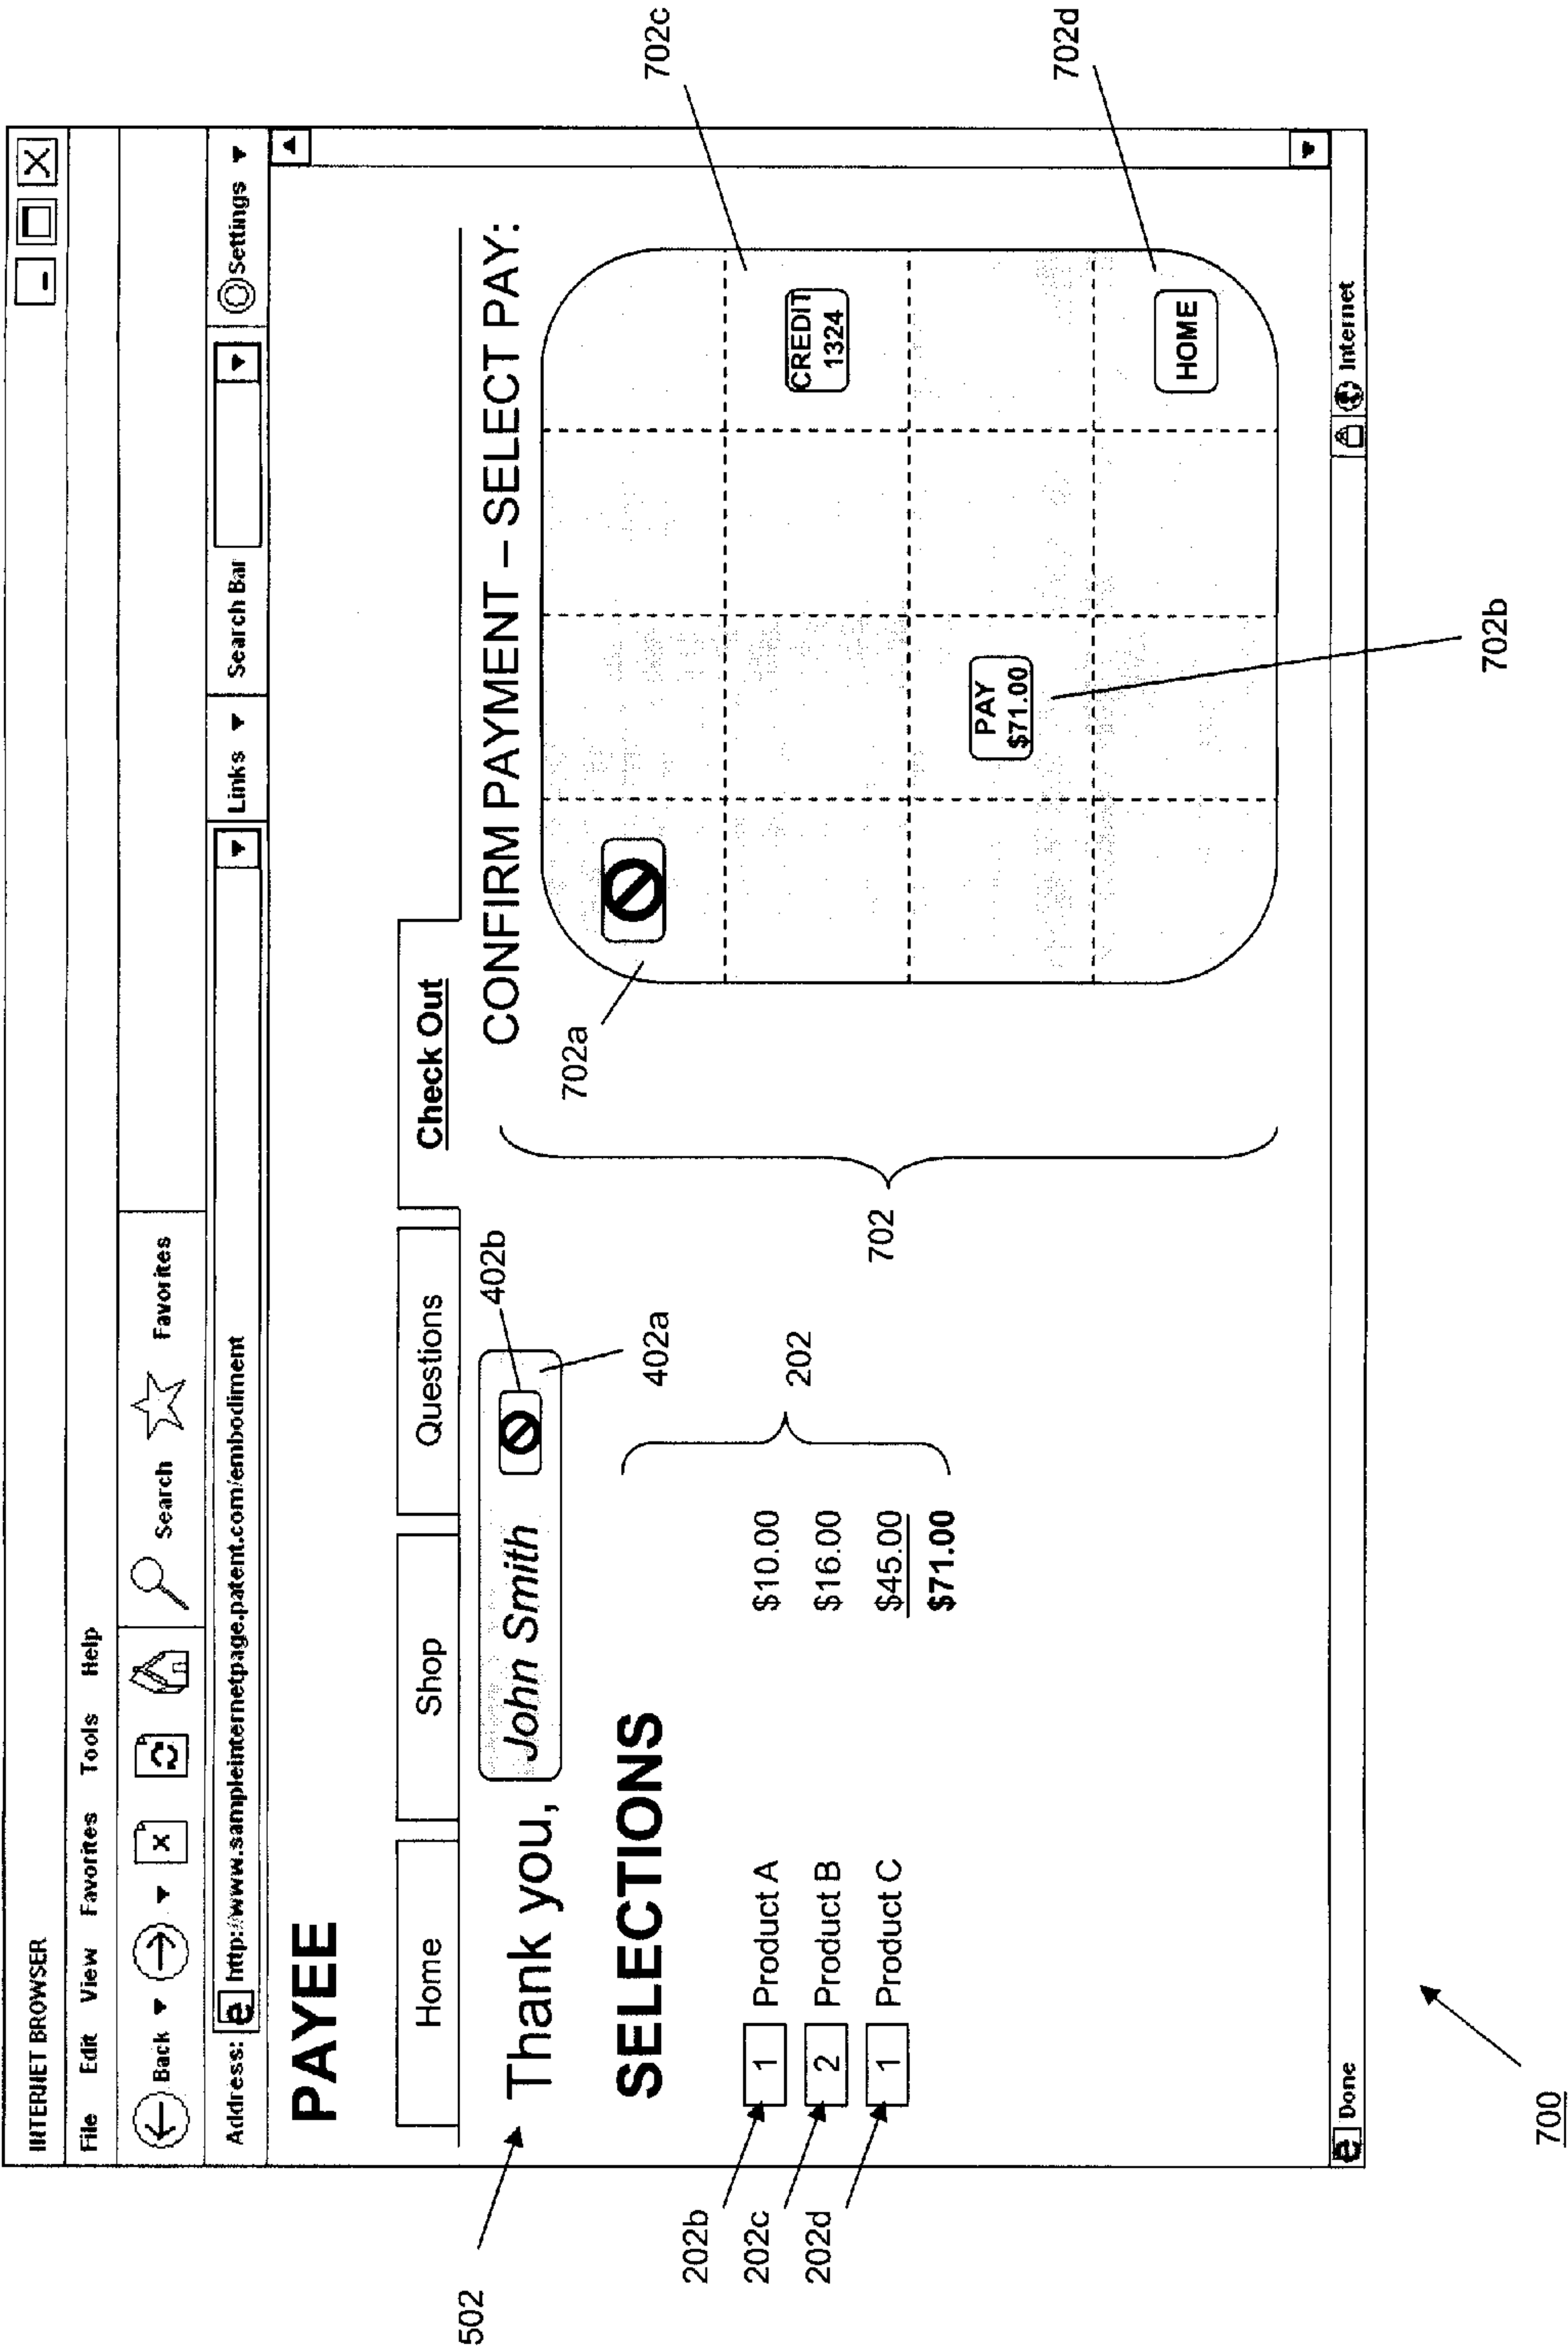 INTERNET BROWSER
File Edit View Favorites Tools Help
Back Search Favorites
Address: http://www.sampleinternetpage.patent.com/embodiment Links Search Bar Settings
PAYEE
Home Shop Questions Check Out
502
Thank you, John Smith
402b
402a
CONFIRM PAYMENT – SELECT PAY:
SELECTIONS
202b 1 Product A $10.00
202c 2 Product B $16.00
202d 1 Product C $45.00
$71.00
202
702
702a
CREDIT
1324
702c
PAY
$71.00
702b
HOME
702d
Done Internet
700